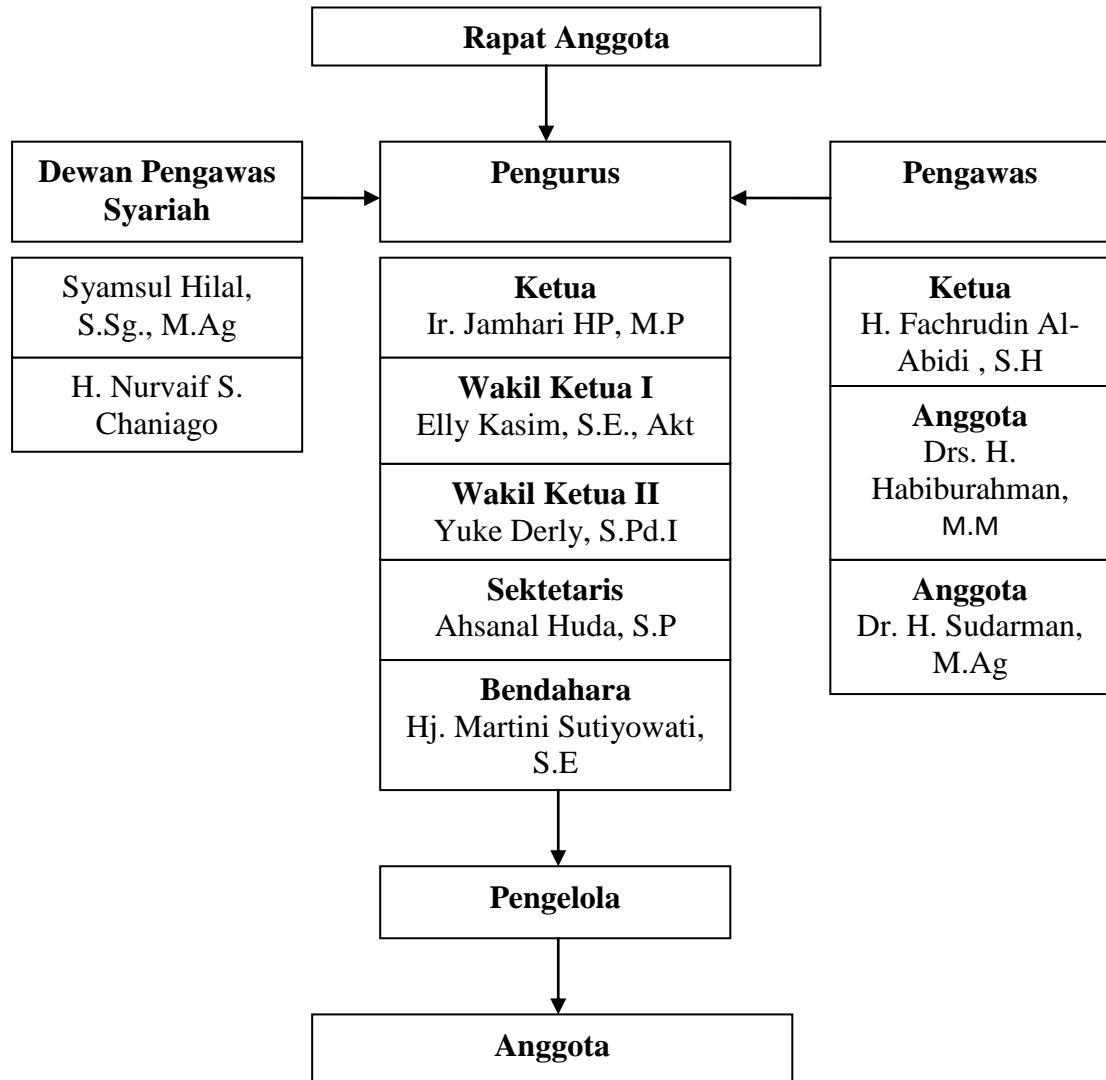 Rapat Anggota
Dewan Pengawas
Syariah
Syamsul Hilal,
S.Sg., M.Ag
H. Nurvaif S.
Chaniago
Pengurus
Ketua
Ir. Jamhari HP, M.P
Wakil Ketua I
Elly Kasim, S.E., Akt
Wakil Ketua II
Yuke Derly, S.Pd.I
Sektetaris
Ahsanal Huda, S.P
Bendahara
Hj. Martini Sutiyowati,
S.E
Pengawas
Ketua
H. Fachrudin Al-
Abidi , S.H
Anggota
Drs. H.
Habiburahman,
M.M
Anggota
Dr. H. Sudarman,
M.Ag
Pengelola
Anggota